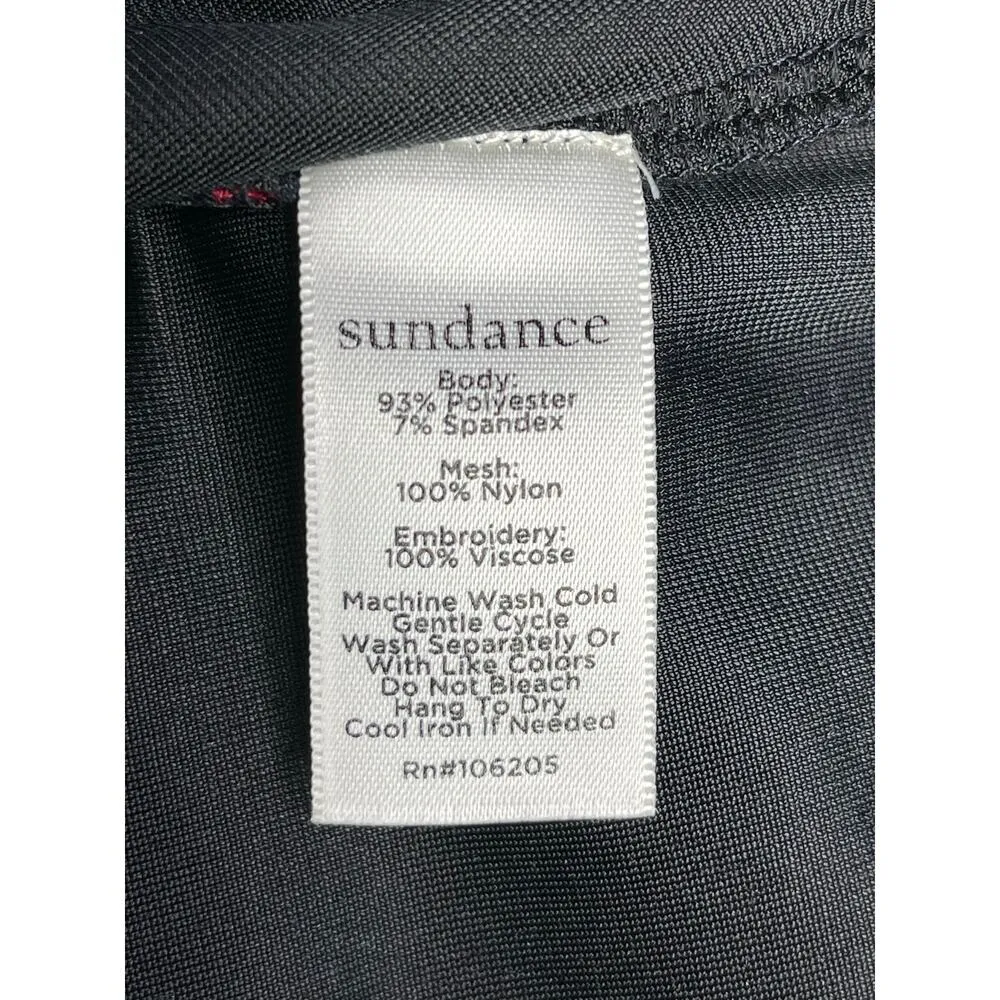 sundance
Body:
93% Polyester
7% Spandex
Mesh:
100% Nylon
Embroidery:
100% Viscose
Machine Wash Cold
Gentle Cycle
Wash Separately Or
With Like Colors
Do Not Bleach
Hang To Dry
Cool Iron If Needed
Rn#106205